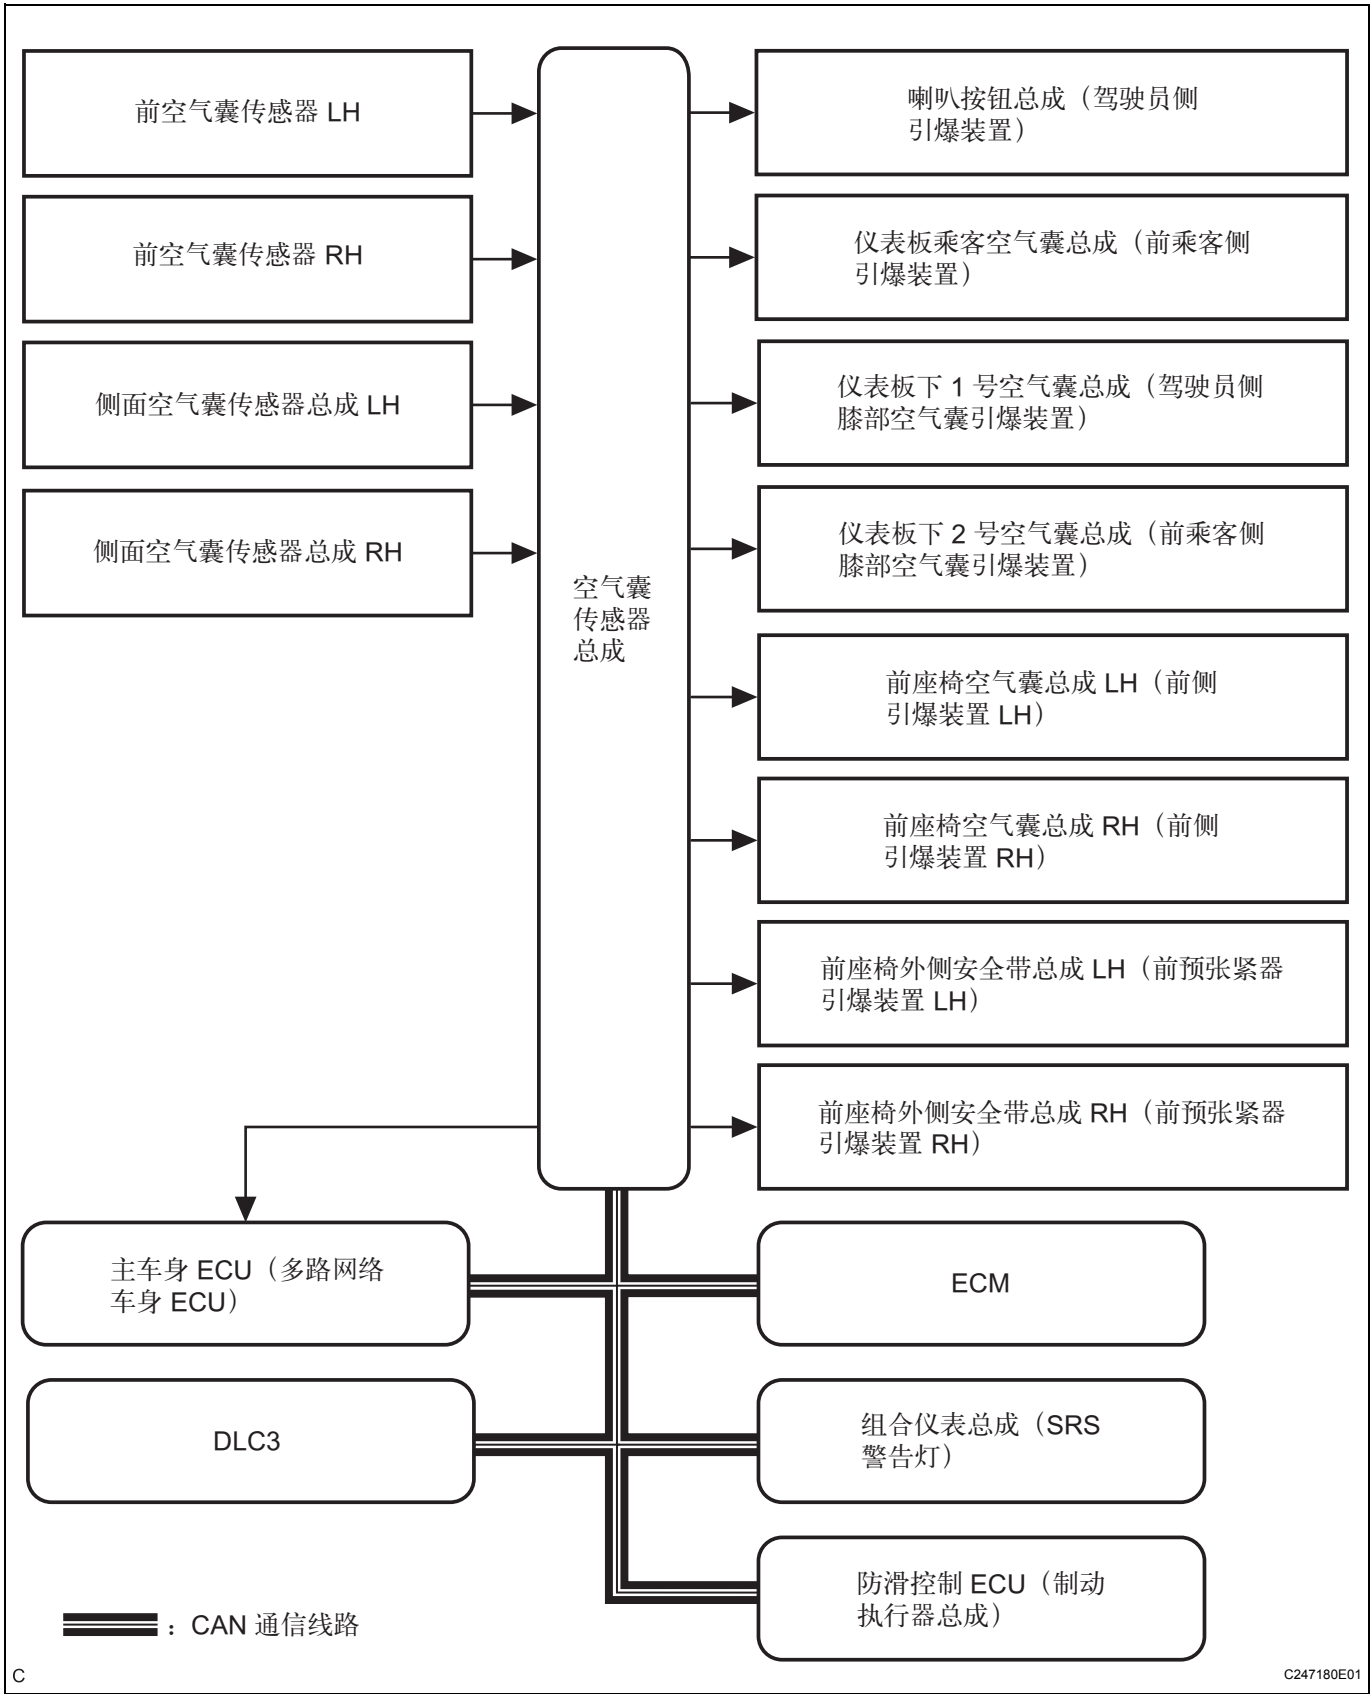 前空气囊传感器 LH
前空气囊传感器 RH
侧面空气囊传感器总成 LH
侧面空气囊传感器总成 RH
空气囊
传感器
总成
喇叭按钮总成（驾驶员侧
引爆装置）
仪表板乘客空气囊总成（前乘客侧
引爆装置）
仪表板下 1 号空气囊总成（驾驶员侧
膝部空气囊引爆装置）
仪表板下 2 号空气囊总成（前乘客侧
膝部空气囊引爆装置）
前座椅空气囊总成 LH（前侧
引爆装置 LH）
前座椅空气囊总成 RH（前侧
引爆装置 RH）
前座椅外侧安全带总成 LH（前预张紧器
引爆装置 LH）
前座椅外侧安全带总成 RH（前预张紧器
引爆装置 RH）
主车身 ECU（多路网络
车身 ECU）
ECM
DLC3
组合仪表总成（SRS
警告灯）
防滑控制 ECU（制动
执行器总成）
：CAN 通信线路
C
C247180E01